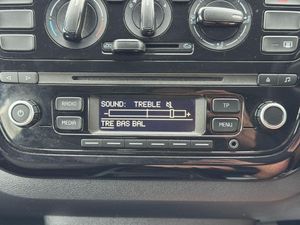 RADIO
MEDIA
SOUND: TREBLE
- +
TRE BAS BAL
TP
MENU